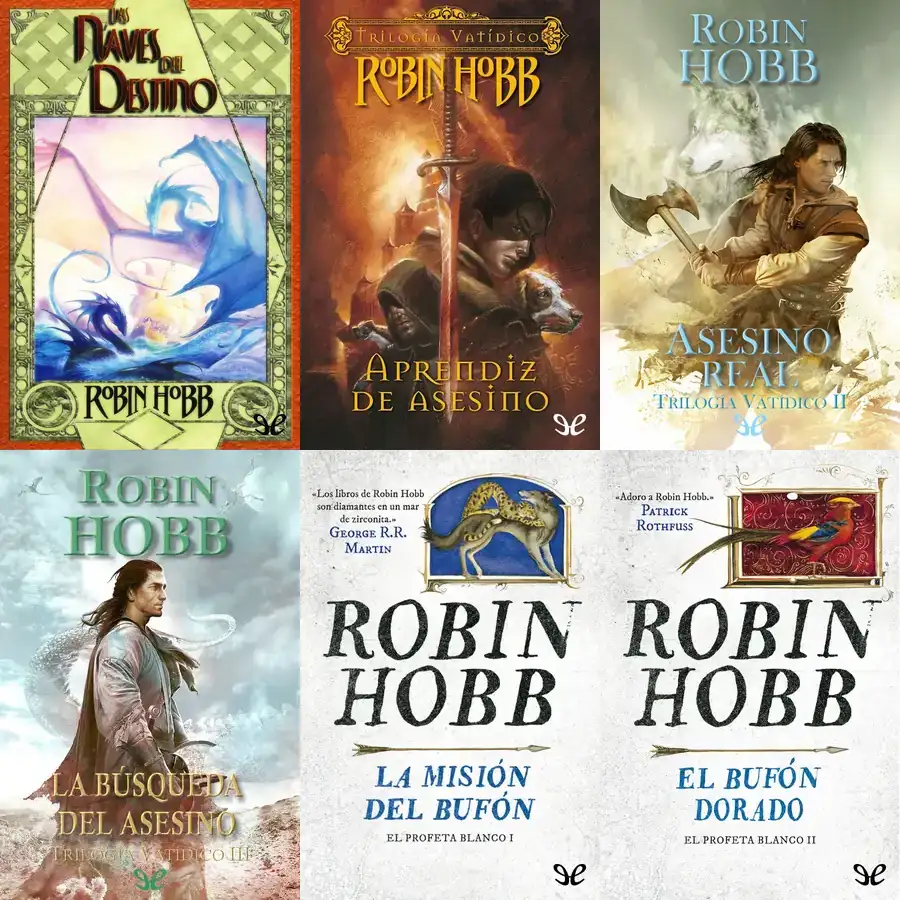 Las
Naves
del
Destino
Robin Hobb
Trilogía Vatídico
Robin Hobb
Aprendiz
de Asesino
Robin
Hobb
Asesino
Real
Trilogía Vatídico II
Robin
Hobb
La Búsqueda
del Asesino
Trilogía Vatídico III
«Los libros de Robin Hobb
son diamantes en un mar
de zirconita.»
George R.R.
Martin
Robin
Hobb
La Misión
del Bufón
El Profeta Blanco I
«Adoro a Robin Hobb.»
Patrick
Rothfuss
Robin
Hobb
El Bufón
Dorado
El Profeta Blanco II